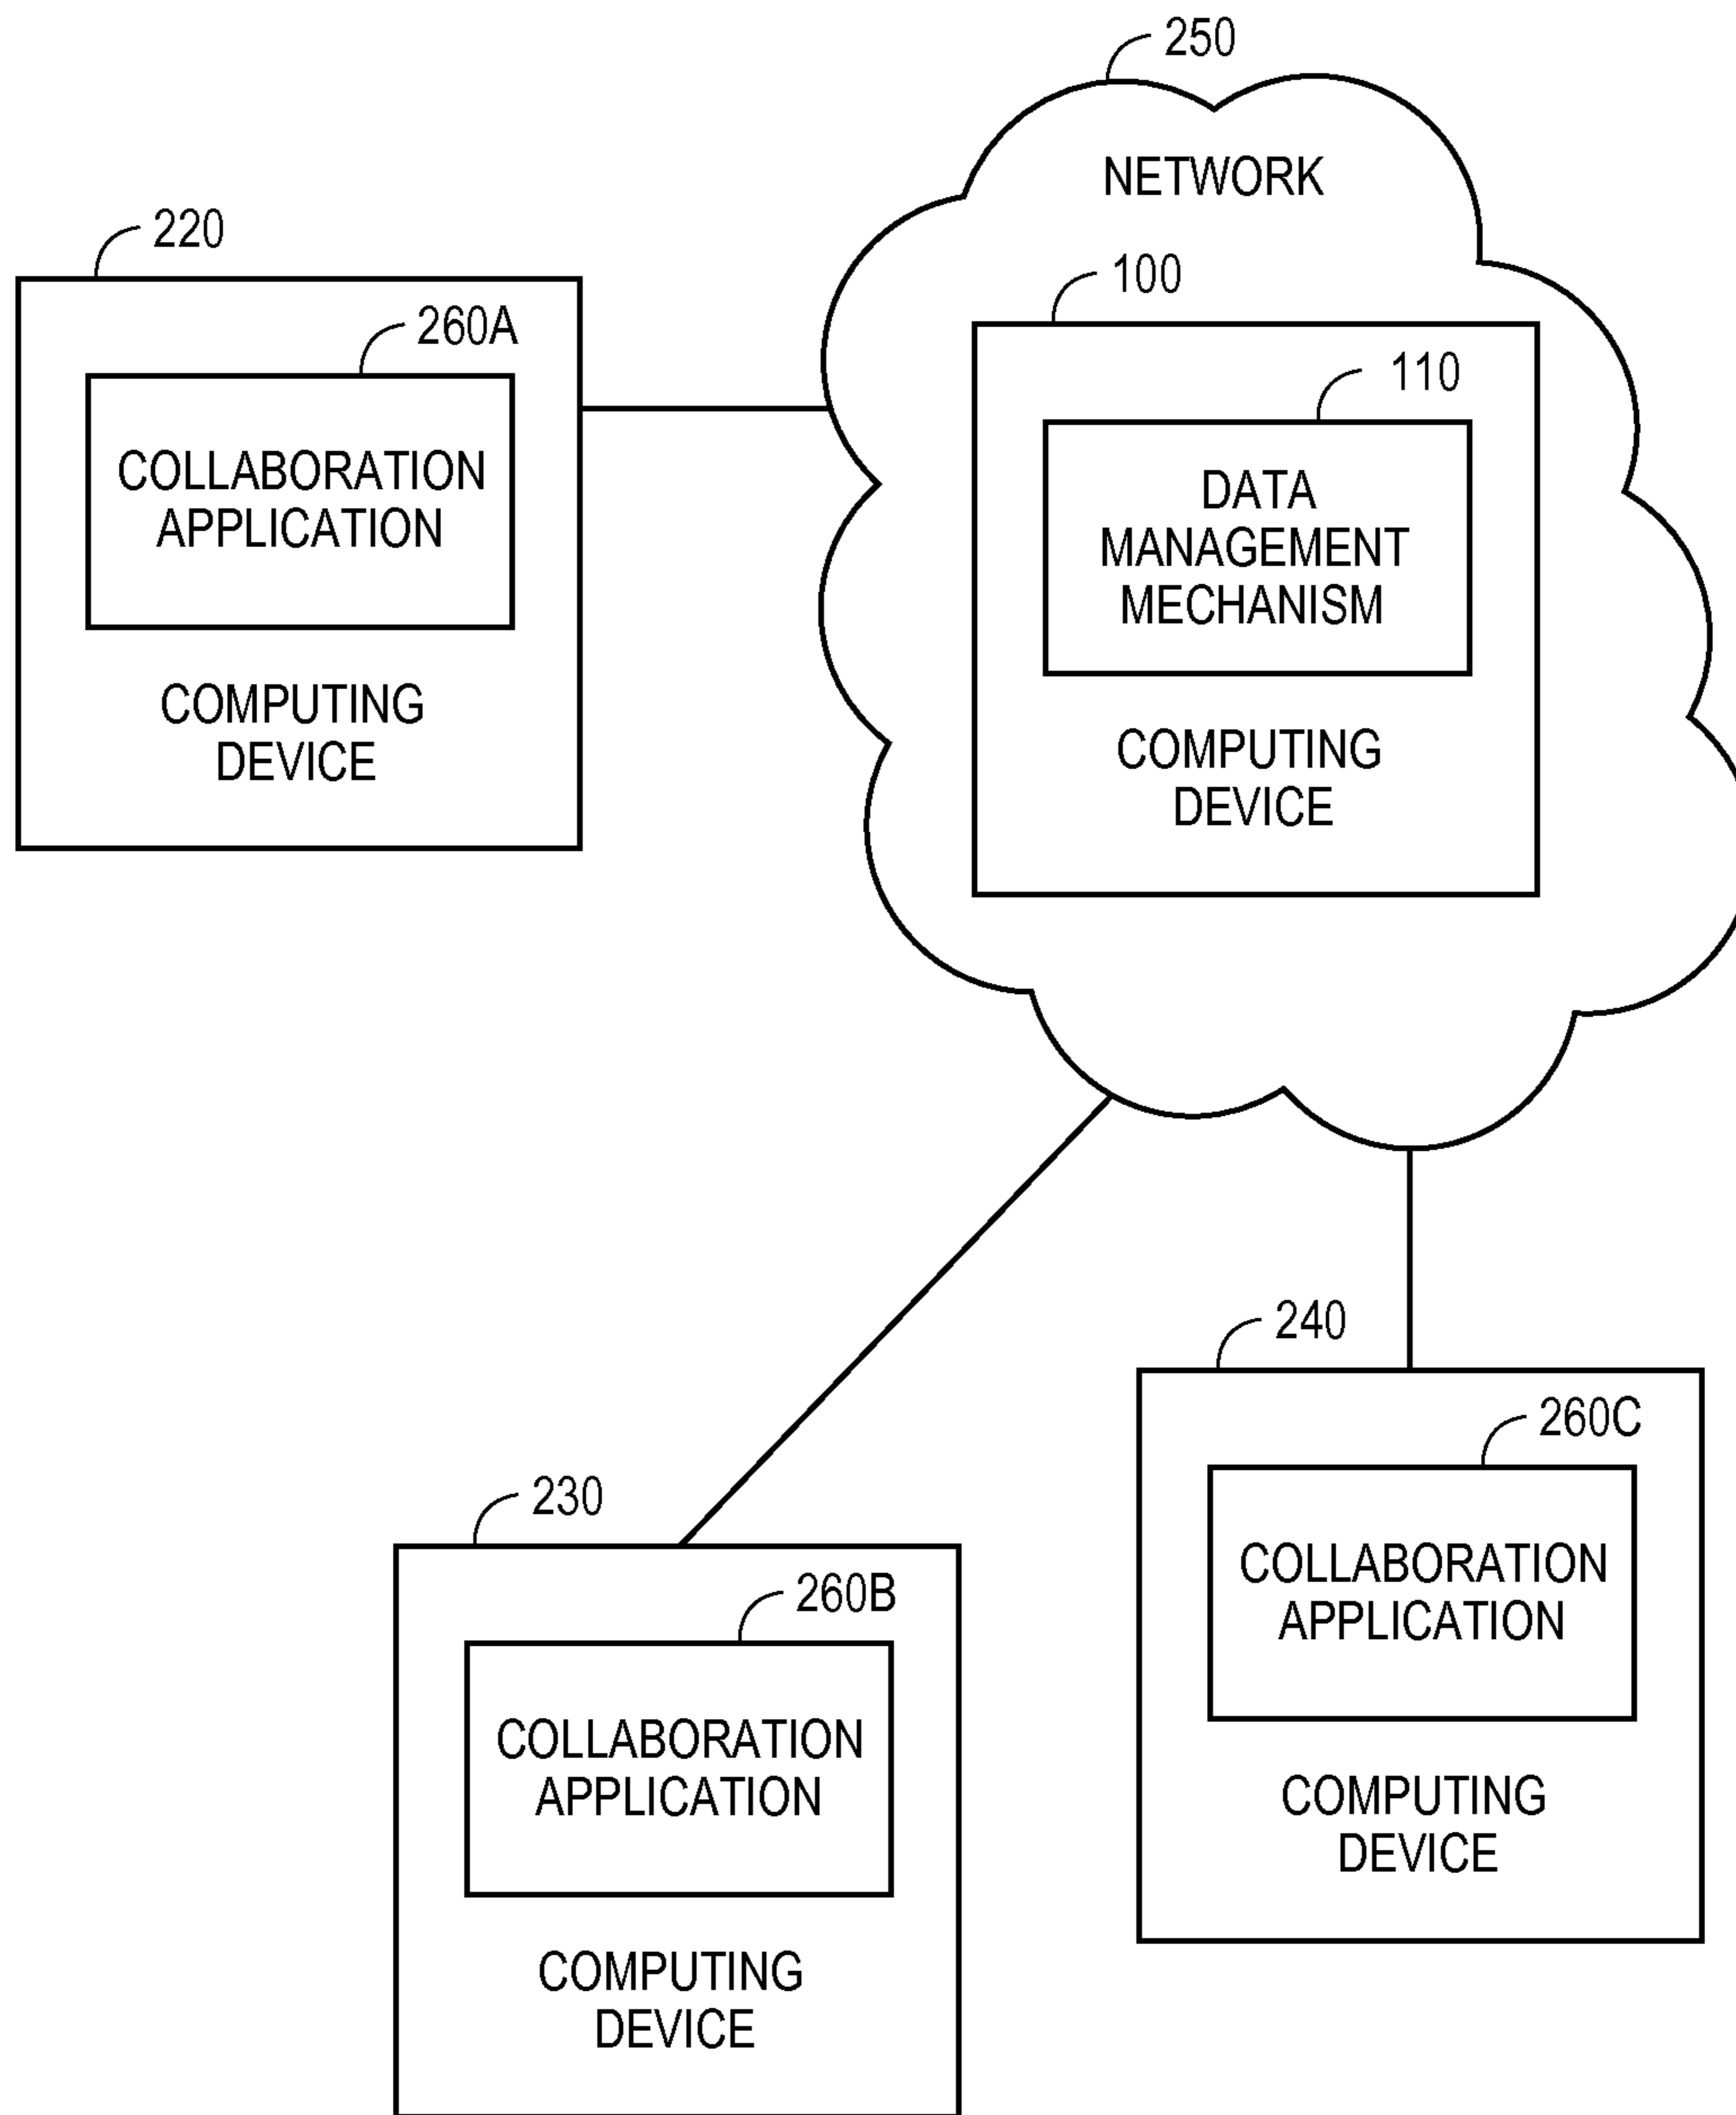 250
NETWORK
220
100
260A
110
COLLABORATION
APPLICATION
DATA
MANAGEMENT
MECHANISM
COMPUTING
DEVICE
COMPUTING
DEVICE
240
260C
230
COLLABORATION
APPLICATION
260B
COLLABORATION
APPLICATION
COMPUTING
DEVICE
COMPUTING
DEVICE